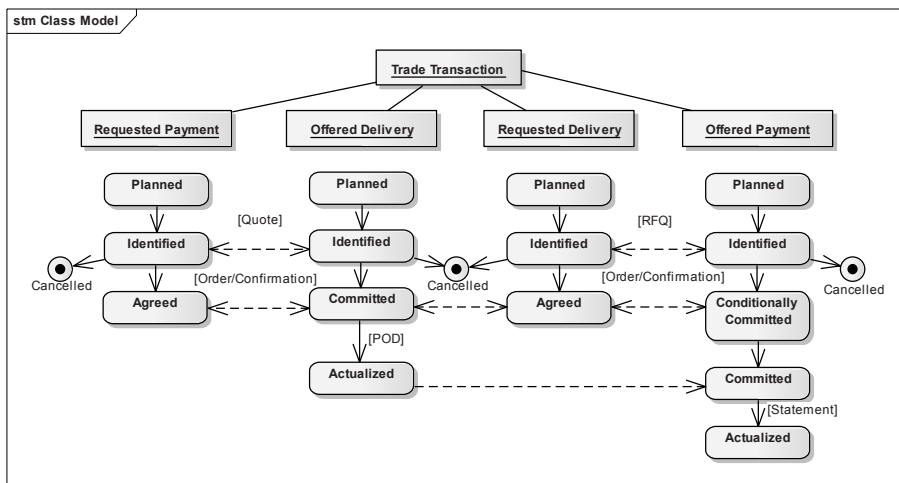 stm Class Model
Trade Transaction
Requested Payment
Offered Delivery
Requested Delivery
Offered Payment
Planned
Planned
Planned
Planned
[Quote]
[RFQ]
Identified
Identified
Identified
Identified
Cancelled
Cancelled
Cancelled
[Order/Confirmation]
[Order/Confirmation]
Agreed
Committed
Agreed
Conditionally
Committed
[POD]
Actualized
Committed
[Statement]
Actualized